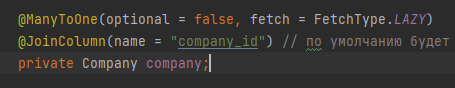 @ManyToOne(optional = false, fetch = FetchType.LAZY)
@JoinColumn(name = "company_id") // по умолчанию будет
private Company company;